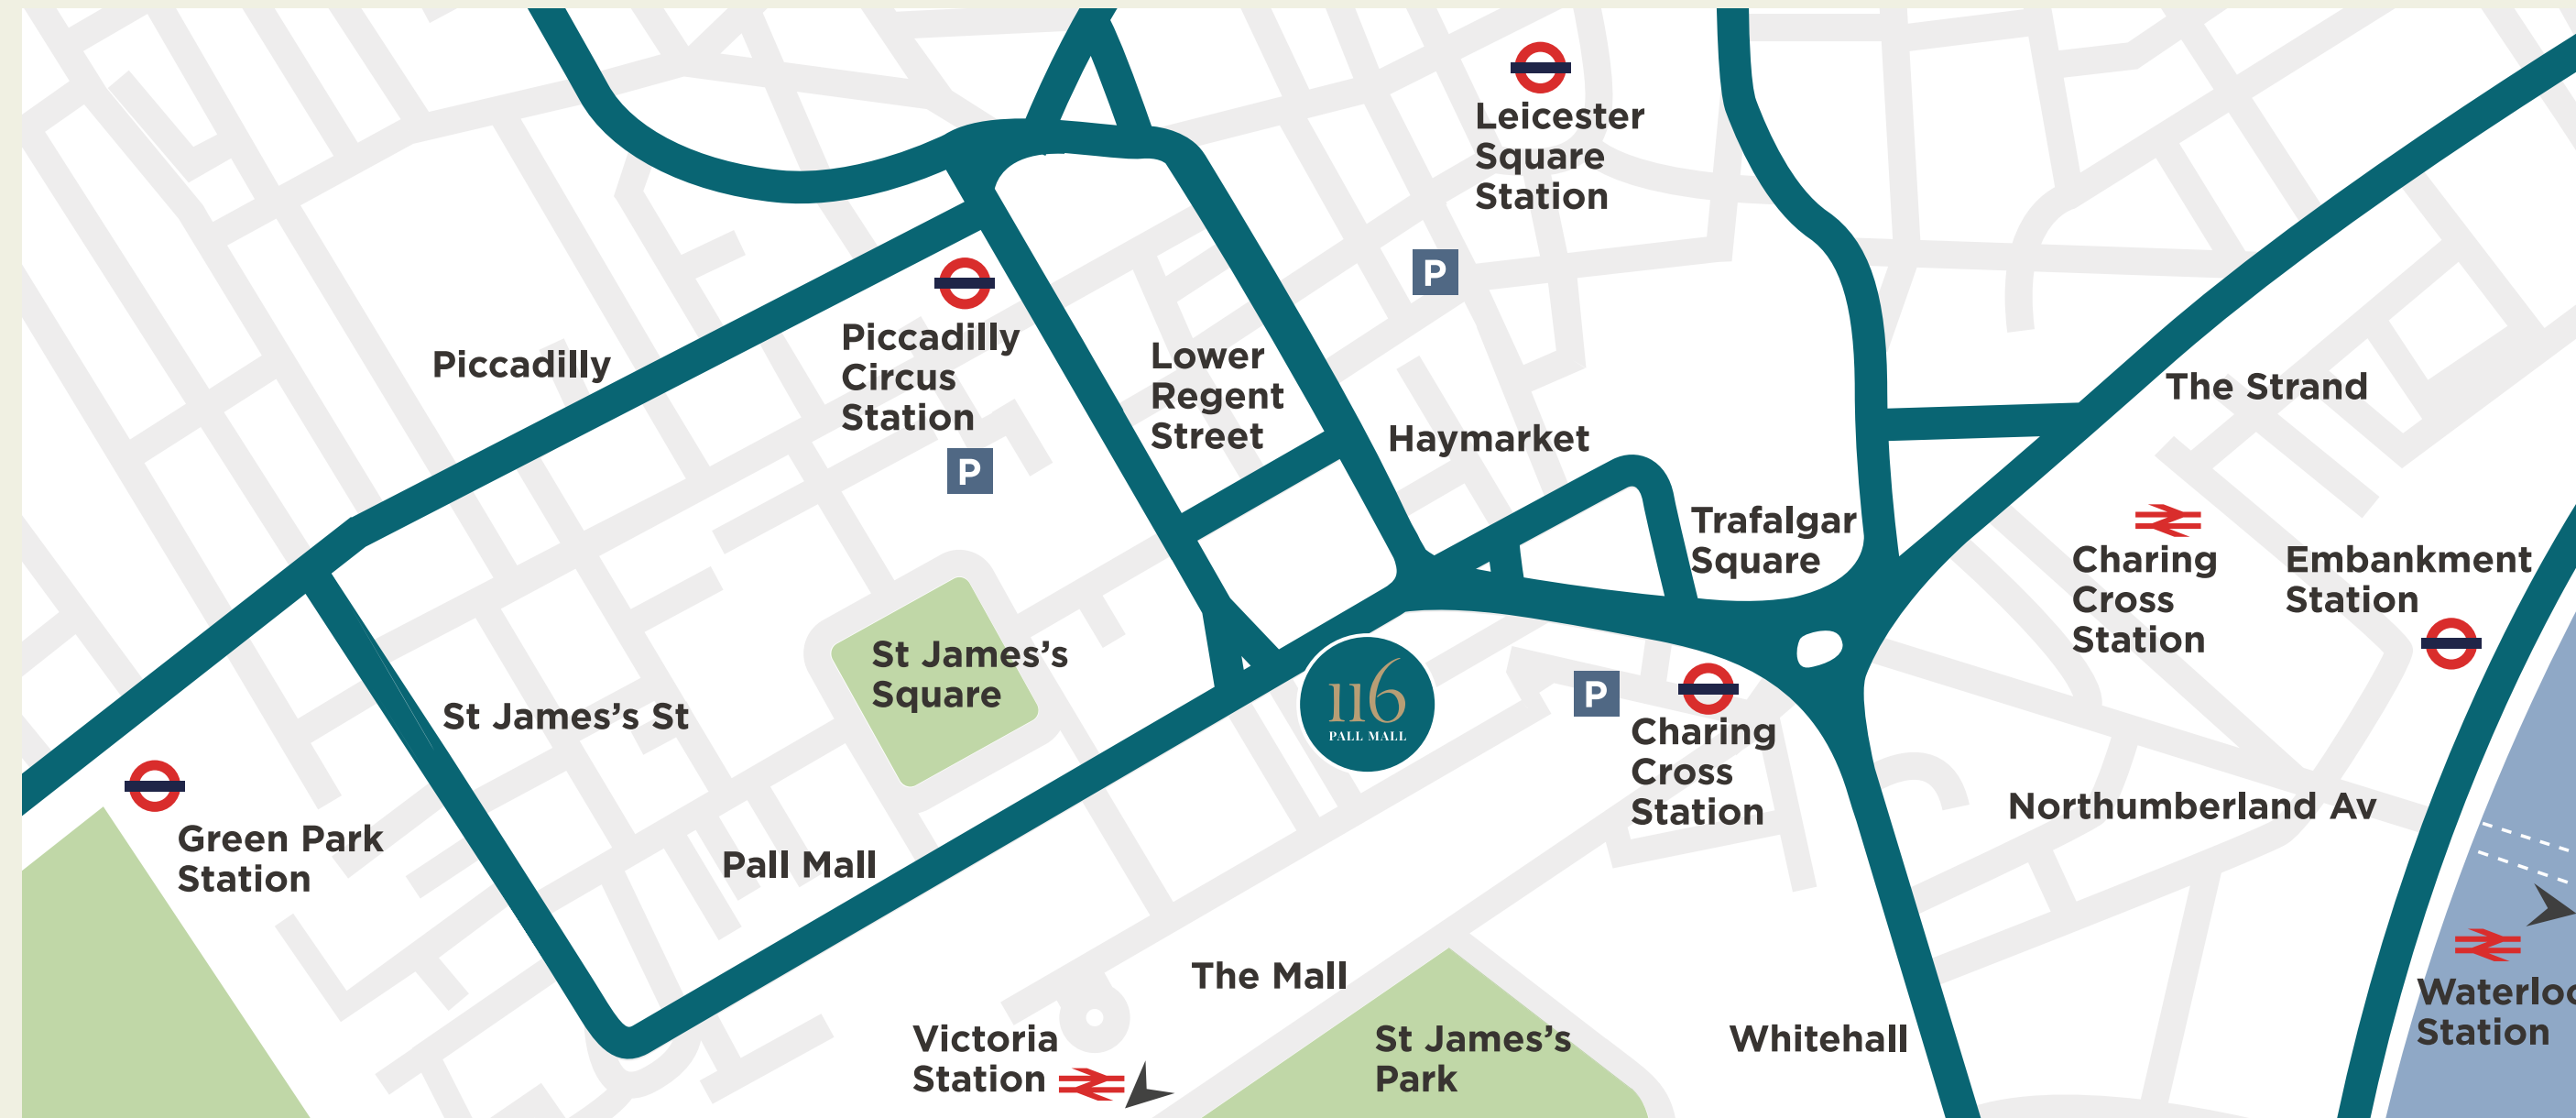 Leicester
Square
Station
P
Piccadilly
Piccadilly
Circus
Station
P
Lower
Regent
Street
Haymarket
The Strand
Trafalgar
Square
Charing
Cross
Station
Embankment
Station
St James’s
Square
St James’s St
116
PALL MALL
P
Charing
Cross
Station
Green Park
Station
Pall Mall
Northumberland Av
The Mall
Victoria
Station
St James’s
Park
Whitehall
Waterloo
Station